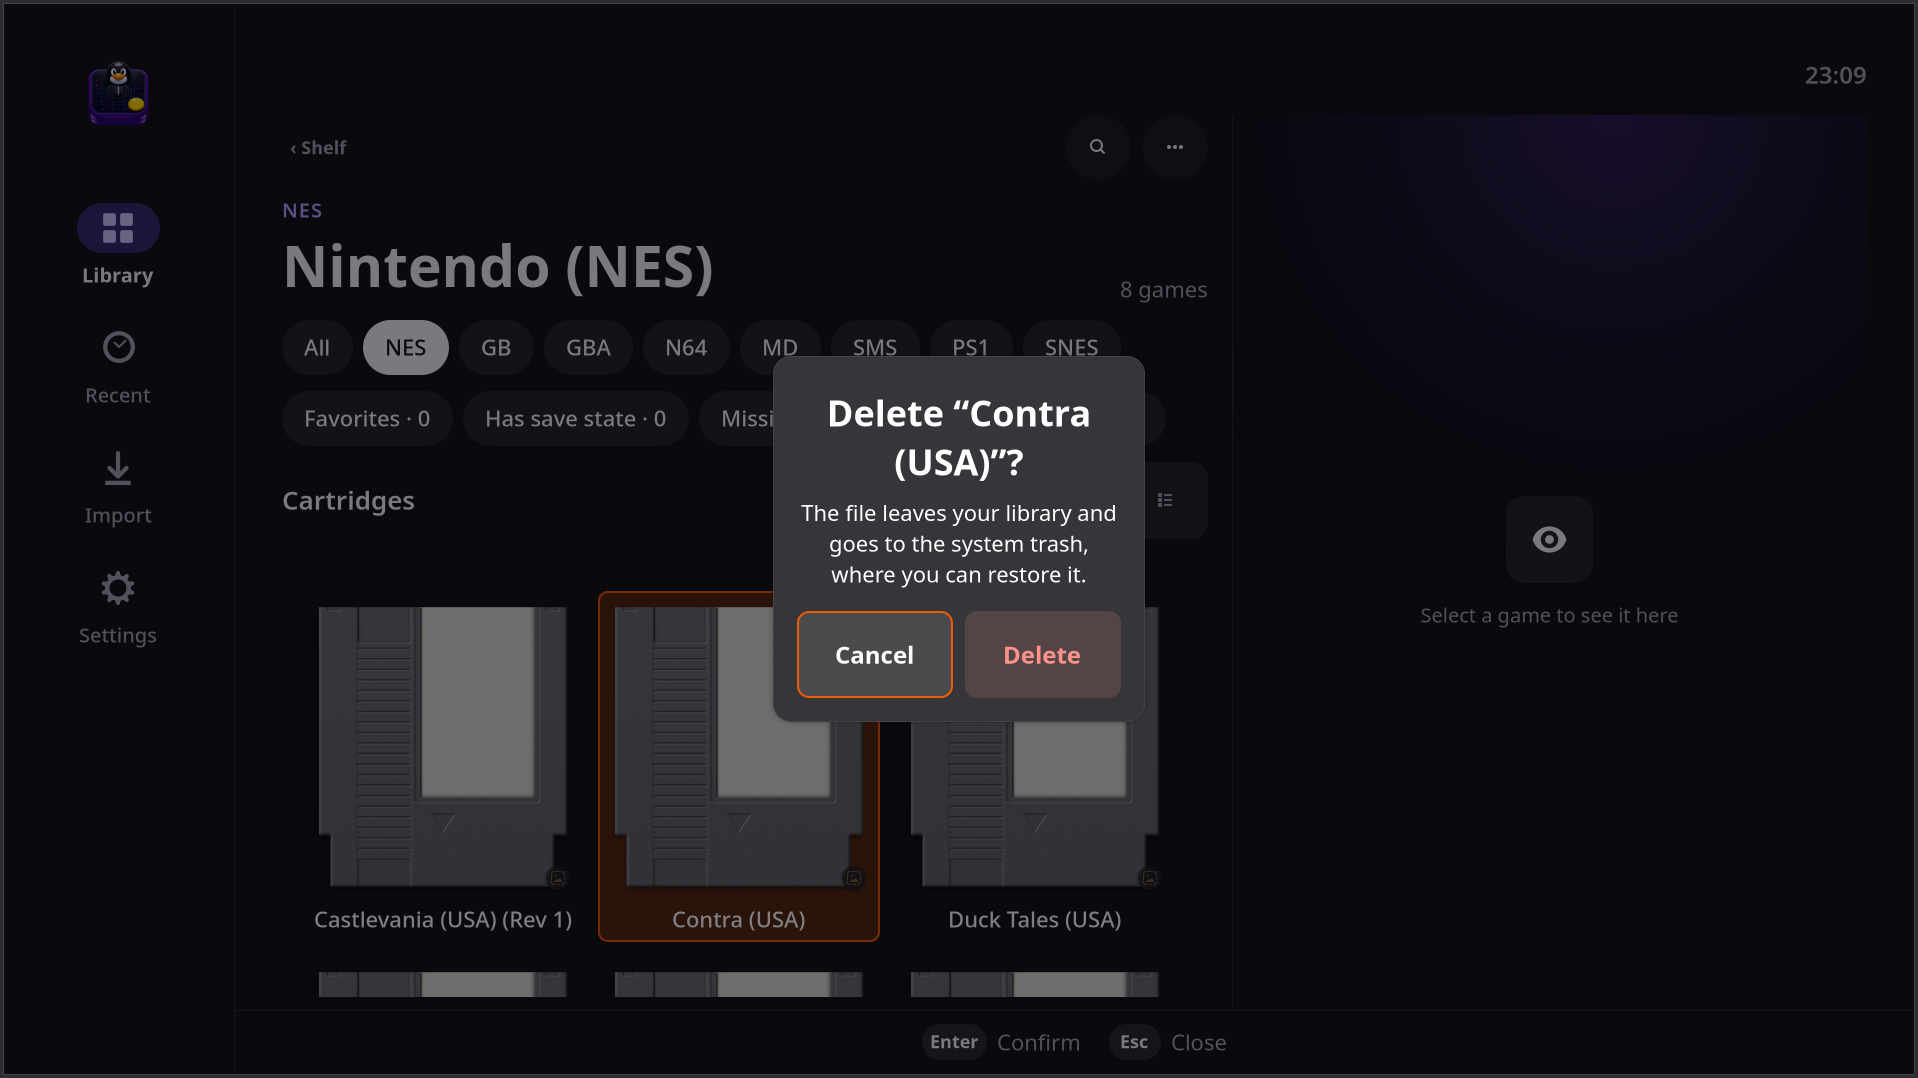 23:09
‹ Shelf
NES
Nintendo (NES)
8 games
Library
Recent
Import
Settings
All NES GB GBA N64 MD SMS PS1 SNES
Favorites · 0 Has save state · 0
Cartridges
Delete “Contra
(USA)”?
The file leaves your library and
goes to the system trash,
where you can restore it.
Cancel Delete
Select a game to see it here
Castlevania (USA) (Rev 1) Contra (USA) Duck Tales (USA)
Enter Confirm Esc Close